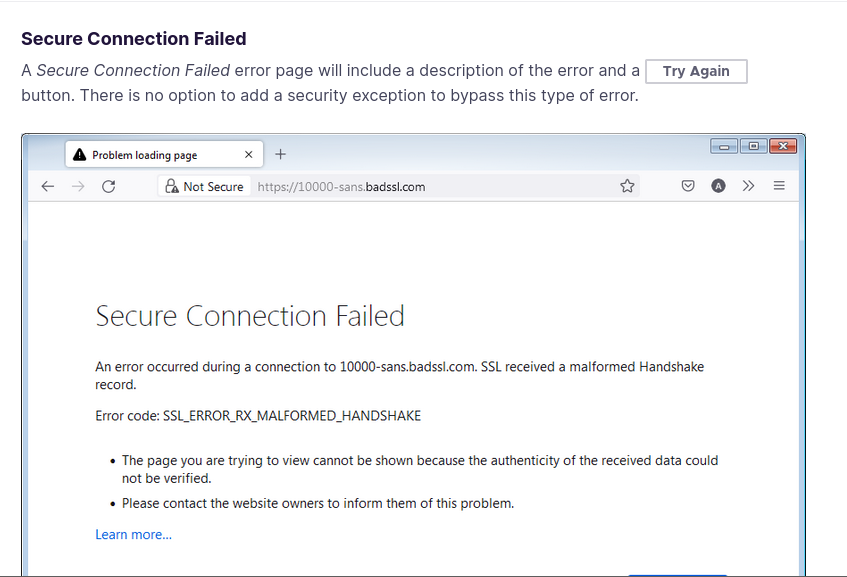 Secure Connection Failed
A Secure Connection Failed error page will include a description of the error and a Try Again
button. There is no option to add a security exception to bypass this type of error.
Problem loading page
Not Secure https://10000-sans.badssl.com
A
Secure Connection Failed
An error occurred during a connection to 10000-sans.badssl.com. SSL received a malformed Handshake
record.
Error code: SSL_ERROR_RX_MALFORMED_HANDSHAKE
• The page you are trying to view cannot be shown because the authenticity of the received data could
not be verified.
• Please contact the website owners to inform them of this problem.
Learn more...